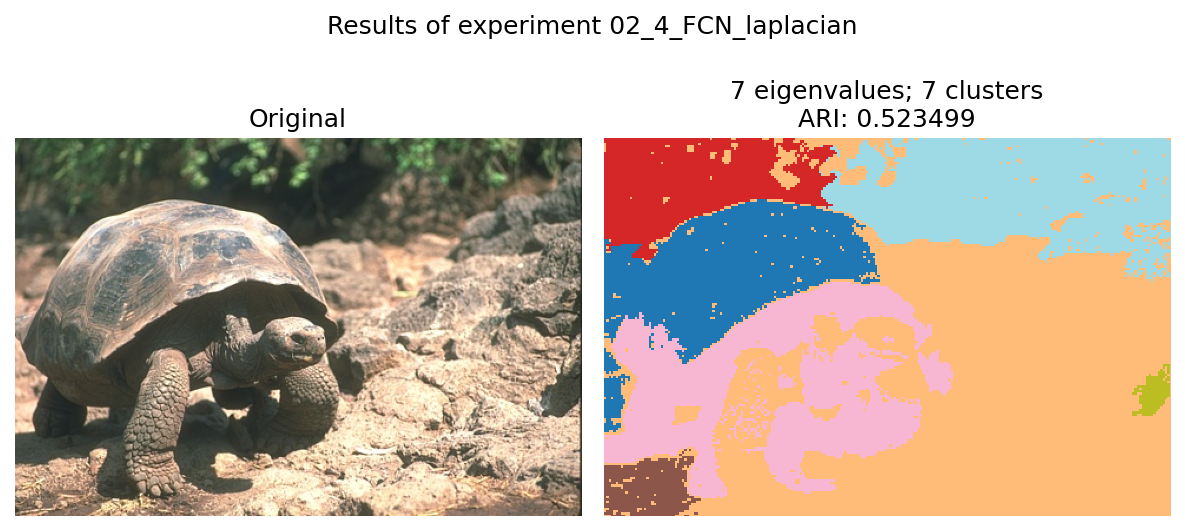 Results of experiment 02_4_FCN_laplacian
Original
7 eigenvalues; 7 clusters
ARI: 0.523499